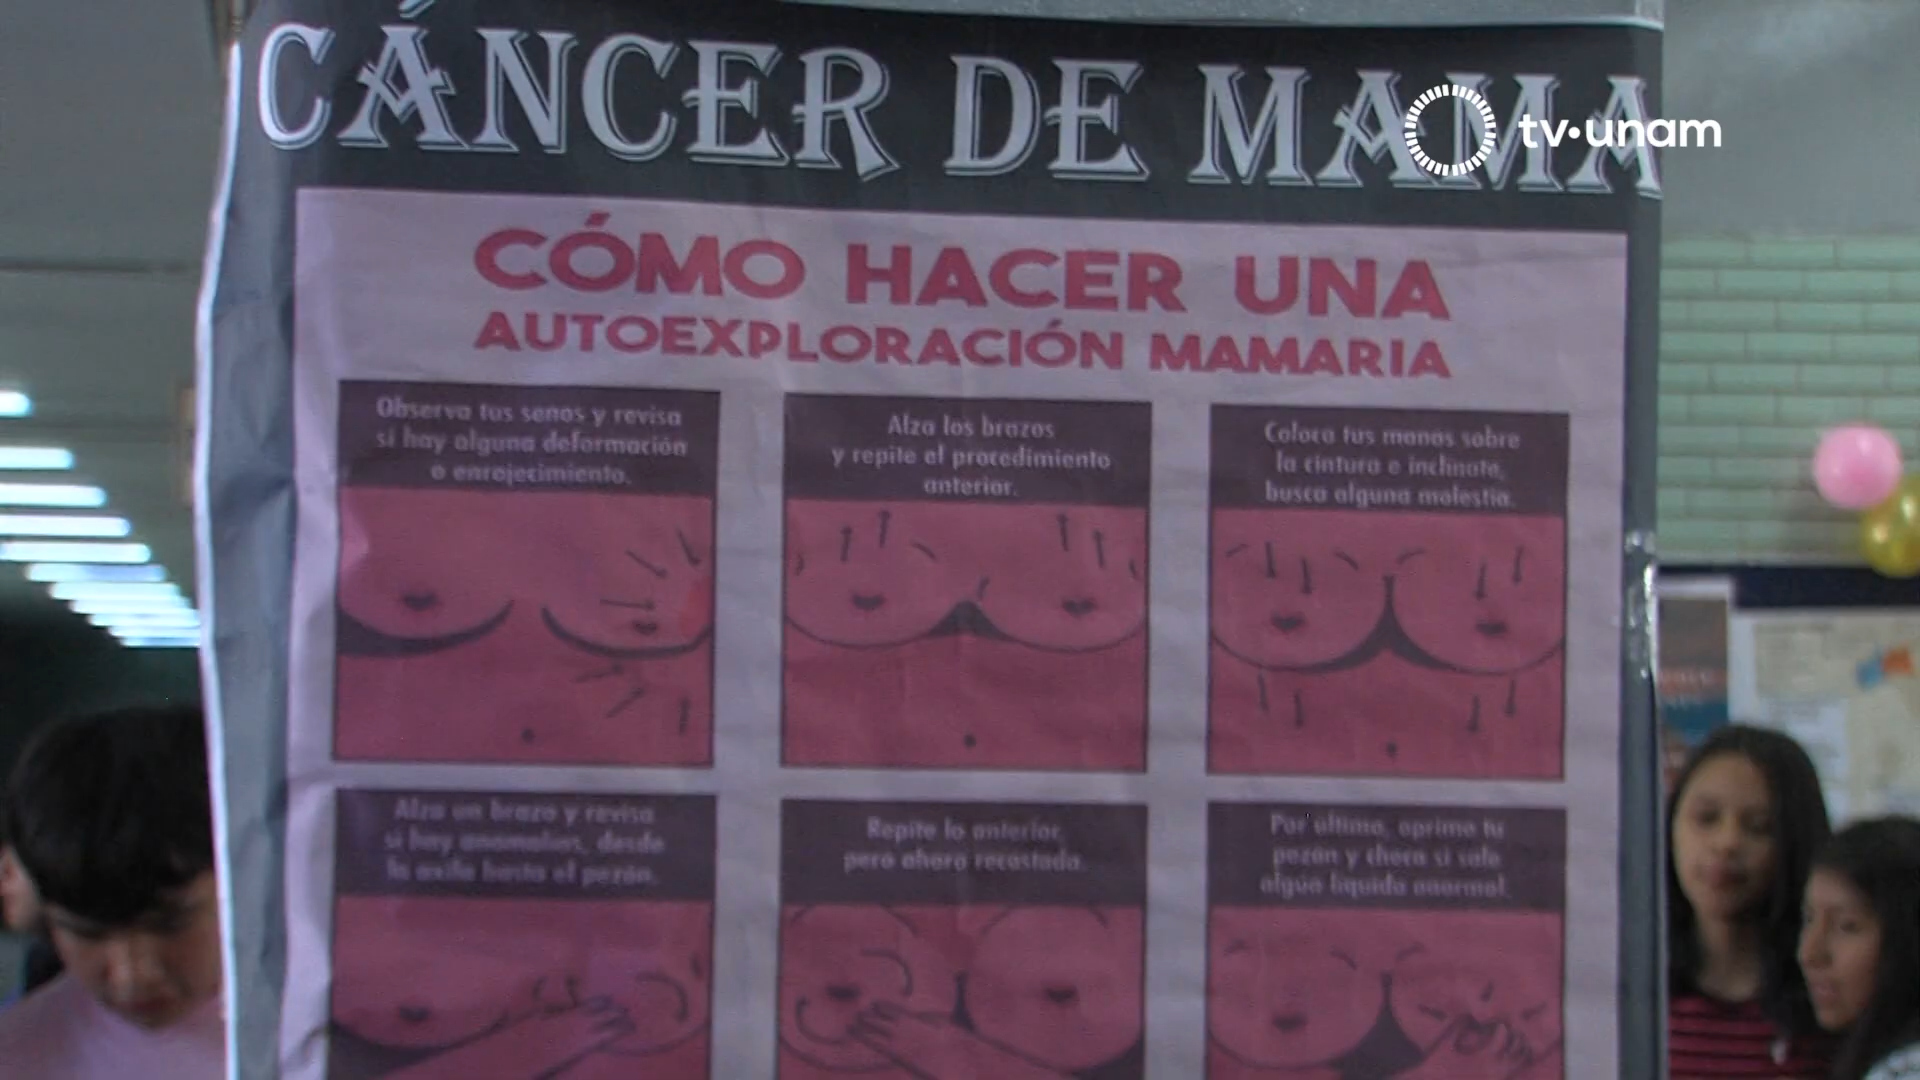 CÁNCER DE MAMA
tv·unam
CÓMO HACER UNA
AUTOEXPLORACIÓN MAMARIA
Observa tus senos y revisa
si hay alguna deformación
o enrojecimiento.
Alza los brazos
y repite el procedimiento
anterior.
Coloca tus manos sobre
la cintura e inclínate,
busca alguna molestia.
Alza un brazo y revisa
si hay anomalías, desde
la axila hasta el pezón.
Repite lo anterior,
pero ahora recostada.
Por último, oprime tu
pezón y checa si sale
algún líquido anormal.